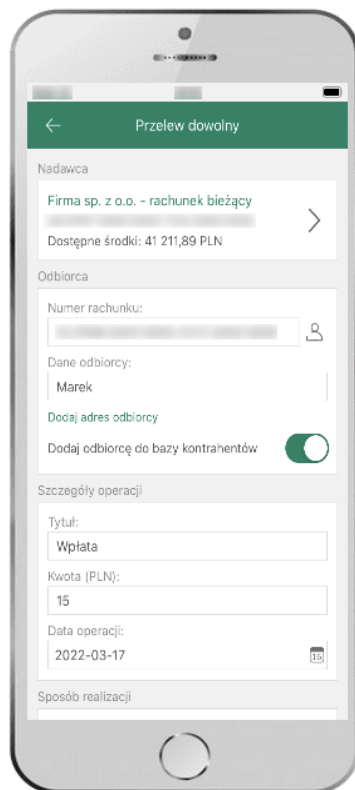 Przelew dowolny
Nadawca
Firma sp. z o.o. - rachunek bieżący
Dostępne środki: 41 211,89 PLN
Odbiorca
Numer rachunku:
Dane odbiorcy:
Marek
Dodaj adres odbiorcy
Dodaj odbiorcę do bazy kontrahentów
Szczegóły operacji
Tytuł:
Wpłata
Kwota (PLN):
15
Data operacji:
2022-03-17
Sposób realizacji